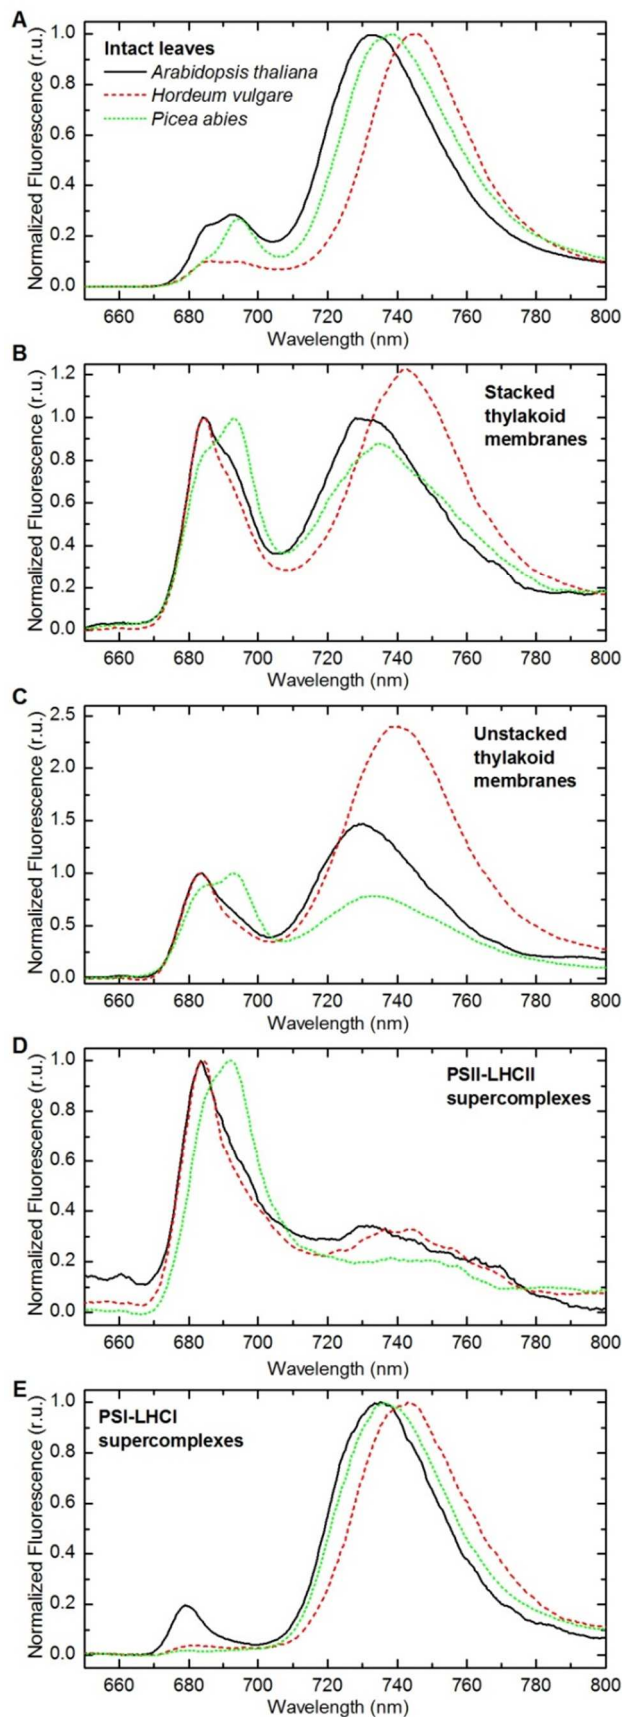 A
Normalized Fluorescence (r.u.)
1.0
0.8
0.6
0.4
0.2
0.0
Intact leaves
Arabidopsis thaliana
Hordeum vulgare
Picea abies
660 680 700 720 740 760 780 800
Wavelength (nm)
B
Normalized Fluorescence (r.u.)
1.2
1.0
0.8
0.6
0.4
0.2
0.0
Stacked
thylakoid
membranes
660 680 700 720 740 760 780 800
Wavelength (nm)
C
Normalized Fluorescence (r.u.)
2.5
2.0
1.5
1.0
0.5
0.0
Unstacked
thylakoid
membranes
660 680 700 720 740 760 780 800
Wavelength (nm)
D
Normalized Fluorescence (r.u.)
1.0
0.8
0.6
0.4
0.2
0.0
PSII-LHCII
supercomplexes
660 680 700 720 740 760 780 800
Wavelength (nm)
E
Normalized Fluorescence (r.u.)
1.0
0.8
0.6
0.4
0.2
0.0
PSI-LHCI
supercomplexes
660 680 700 720 740 760 780 800
Wavelength (nm)